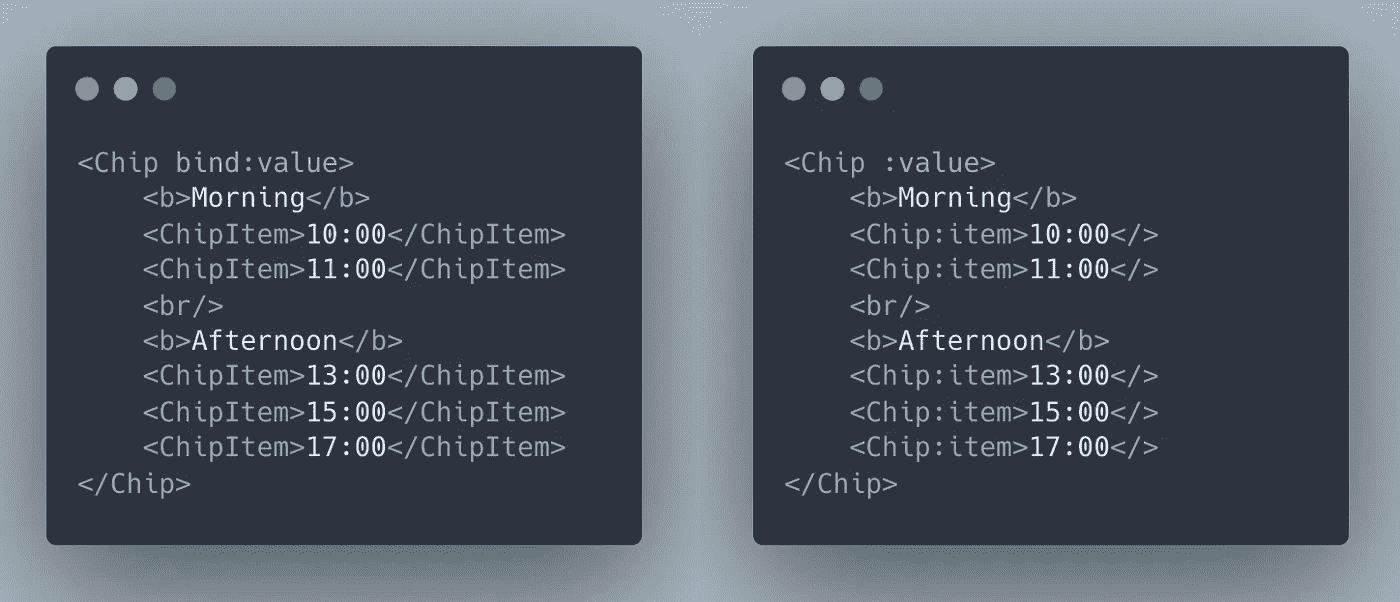 <Chip bind:value>
    <b>Morning</b>
    <ChipItem>10:00</ChipItem>
    <ChipItem>11:00</ChipItem>
    <br/>
    <b>Afternoon</b>
    <ChipItem>13:00</ChipItem>
    <ChipItem>15:00</ChipItem>
    <ChipItem>17:00</ChipItem>
</Chip>
<Chip :value>
    <b>Morning</b>
    <Chip:item>10:00</>
    <Chip:item>11:00</>
    <br/>
    <b>Afternoon</b>
    <Chip:item>13:00</>
    <Chip:item>15:00</>
    <Chip:item>17:00</>
</Chip>